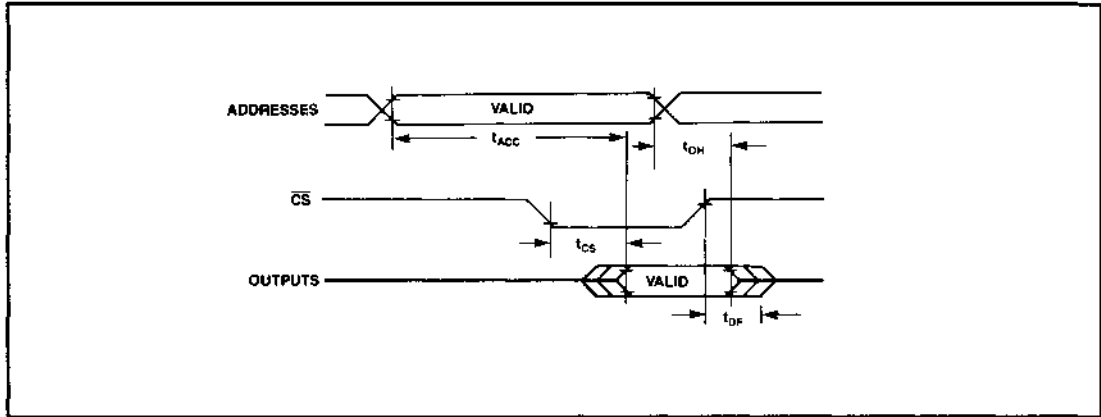 ADDRESSES
VALID
tACC
tOH
CS
tCS
OUTPUTS
VALID
tDF